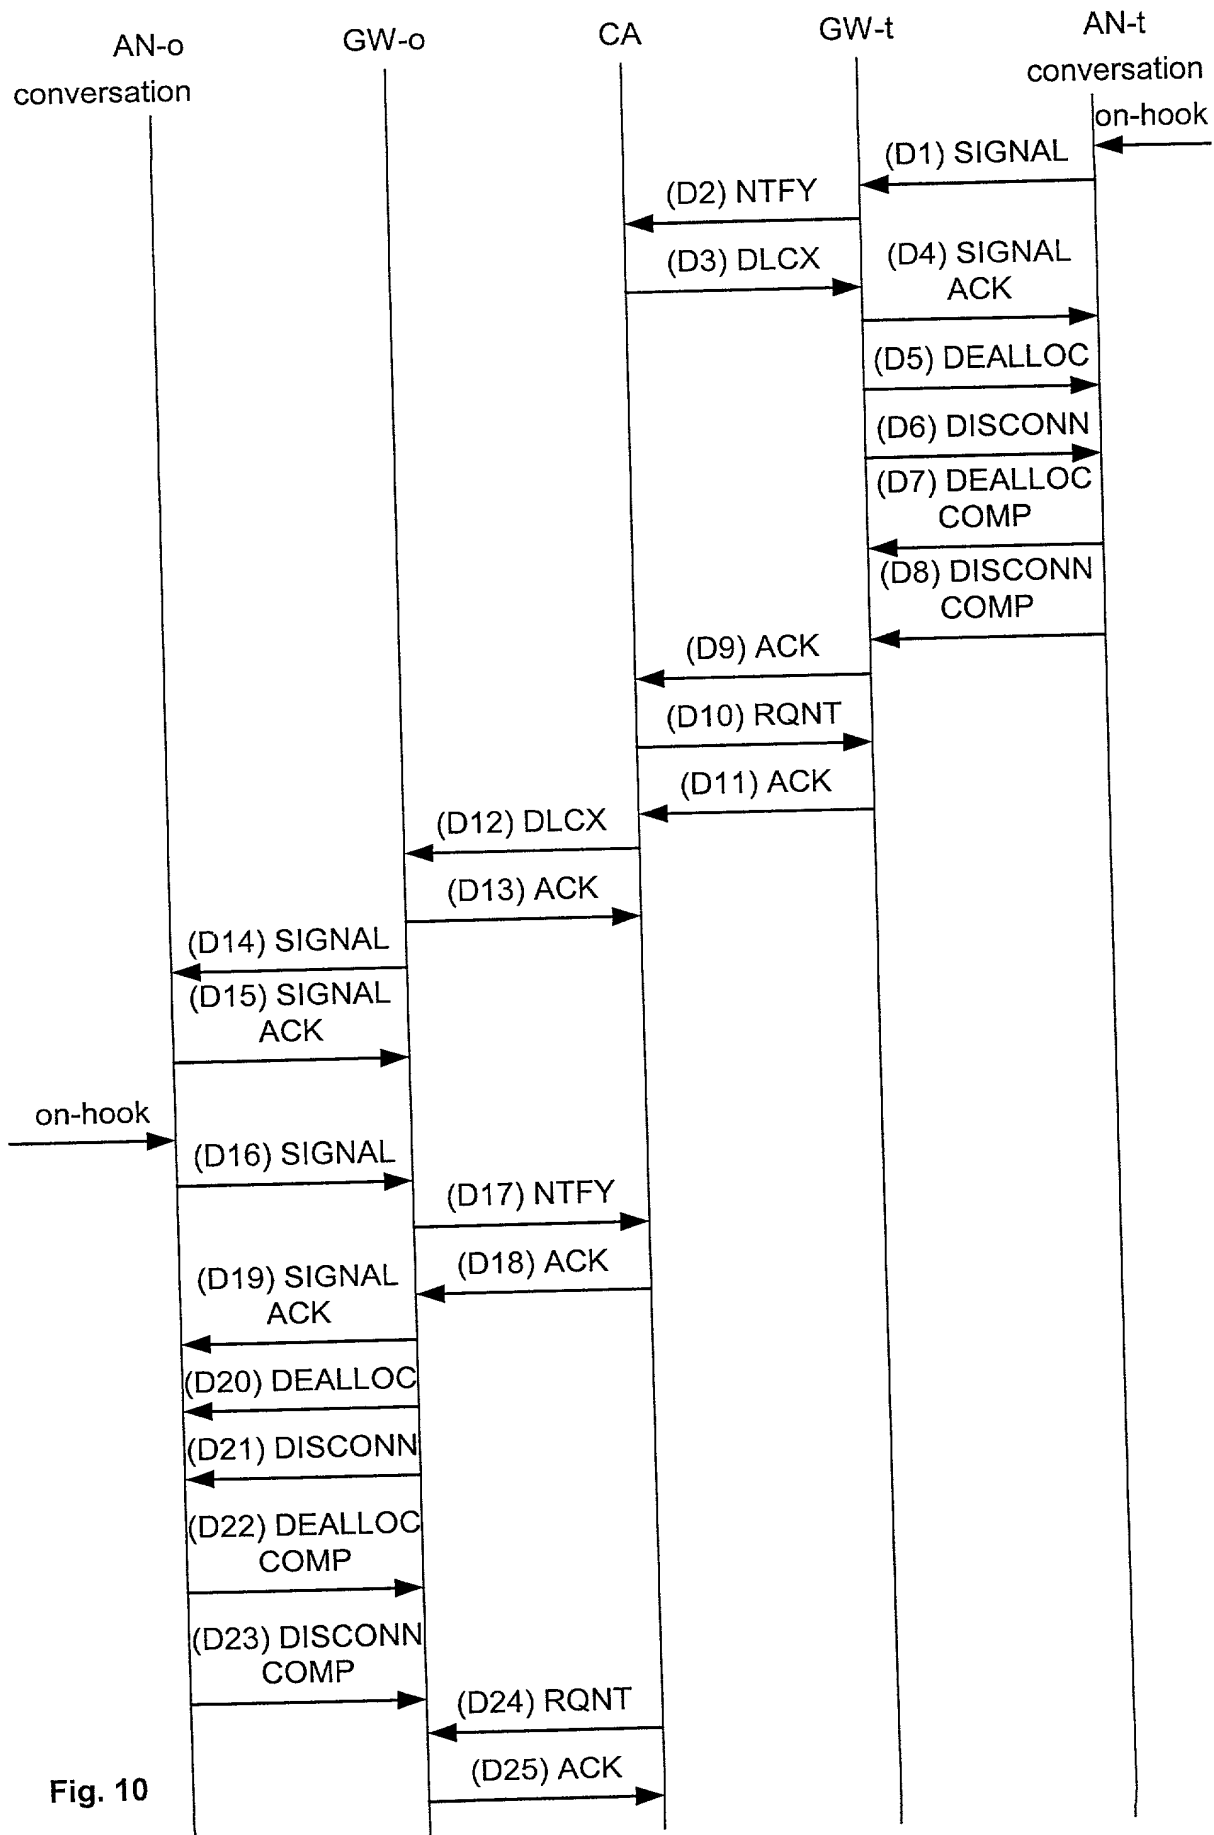 AN-o
GW-o
CA
GW-t
AN-t
conversation
conversation
on-hook
(D1) SIGNAL
(D2) NTFY
(D3) DLCX
(D4) SIGNAL
ACK
(D5) DEALLOC
(D6) DISCONN
(D7) DEALLOC
COMP
(D8) DISCONN
COMP
(D9) ACK
(D10) RQNT
(D11) ACK
(D12) DLCX
(D13) ACK
(D14) SIGNAL
(D15) SIGNAL
ACK
on-hook
(D16) SIGNAL
(D17) NTFY
(D18) ACK
(D19) SIGNAL
ACK
(D20) DEALLOC
(D21) DISCONN
(D22) DEALLOC
COMP
(D23) DISCONN
COMP
(D24) RQNT
(D25) ACK
Fig. 10